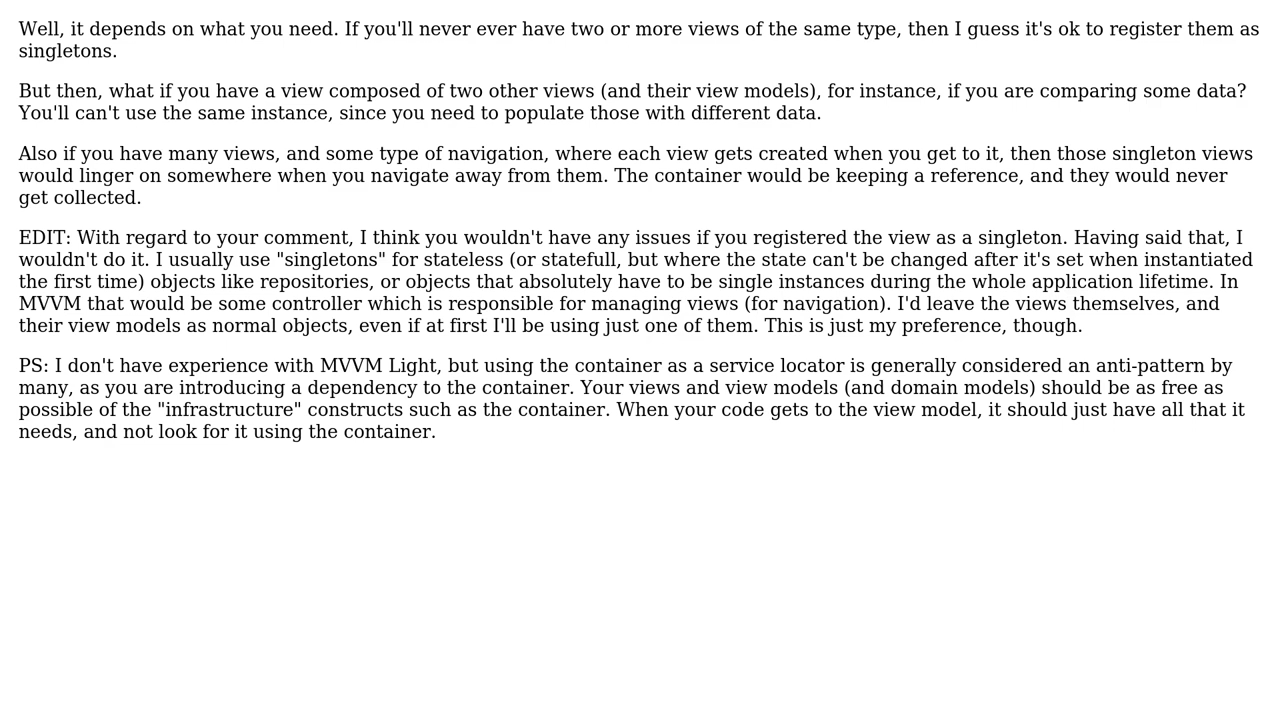 Well, it depends on what you need. If you'll never ever have two or more views of the same type, then I guess it's ok to register them as
singletons.
But then, what if you have a view composed of two other views (and their view models), for instance, if you are comparing some data?
You'll can't use the same instance, since you need to populate those with different data.
Also if you have many views, and some type of navigation, where each view gets created when you get to it, then those singleton views
would linger on somewhere when you navigate away from them. The container would be keeping a reference, and they would never
get collected.
EDIT: With regard to your comment, I think you wouldn't have any issues if you registered the view as a singleton. Having said that, I
wouldn't do it. I usually use "singletons" for stateless (or statefull, but where the state can't be changed after it's set when instantiated
the first time) objects like repositories, or objects that absolutely have to be single instances during the whole application lifetime. In
MVVM that would be some controller which is responsible for managing views (for navigation). I'd leave the views themselves, and
their view models as normal objects, even if at first I'll be using just one of them. This is just my preference, though.
PS: I don't have experience with MVVM Light, but using the container as a service locator is generally considered an anti-pattern by
many, as you are introducing a dependency to the container. Your views and view models (and domain models) should be as free as
possible of the "infrastructure" constructs such as the container. When your code gets to the view model, it should just have all that it
needs, and not look for it using the container.